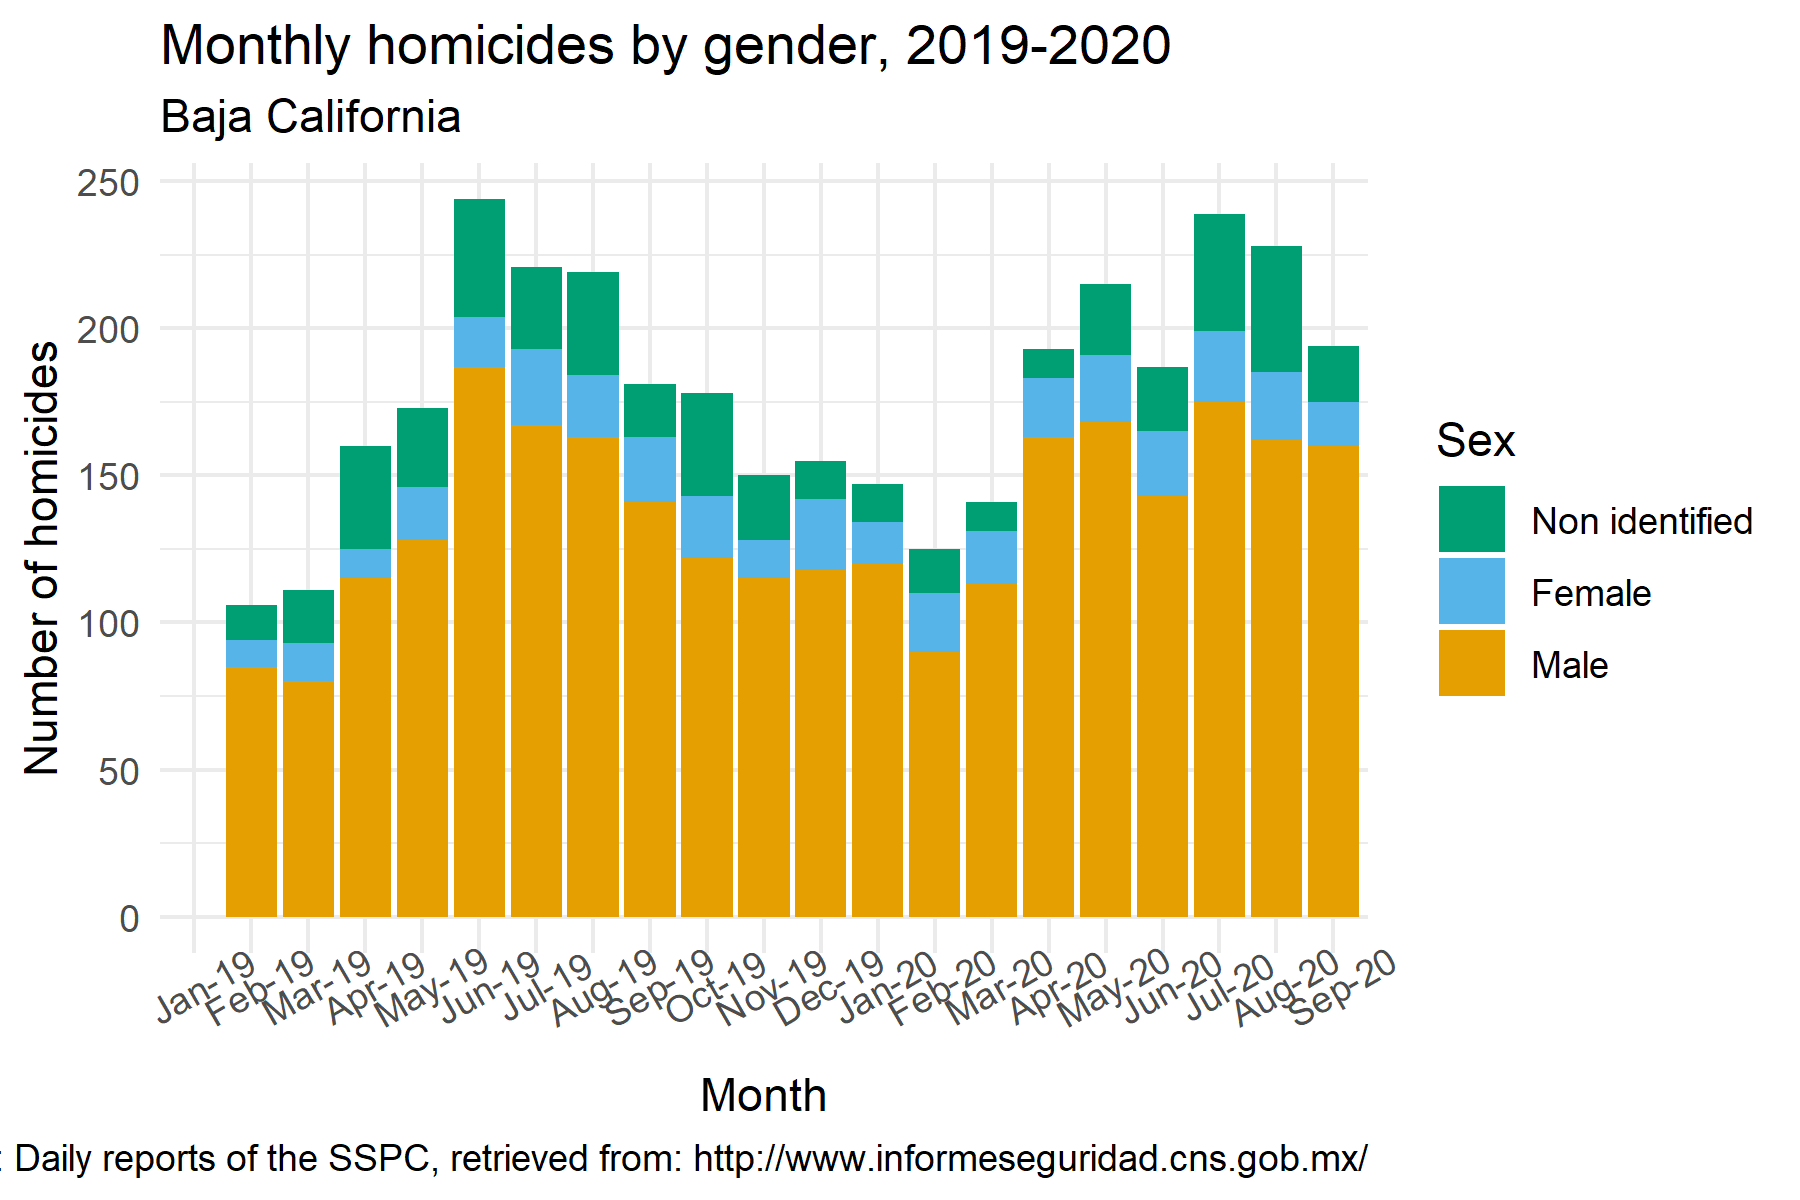 Monthly homicides by gender, 2019-2020
Baja California
Number of homicides
250
200
150
100
50
0
Jan-19
Feb-19
Mar-19
Apr-19
May-19
Jun-19
Jul-19
Aug-19
Sep-19
Oct-19
Nov-19
Dec-19
Jan-20
Feb-20
Mar-20
Apr-20
May-20
Jun-20
Jul-20
Aug-20
Sep-20
Month
Sex
Non identified
Female
Male
: Daily reports of the SSPC, retrieved from: http://www.informeseguridad.cns.gob.mx/